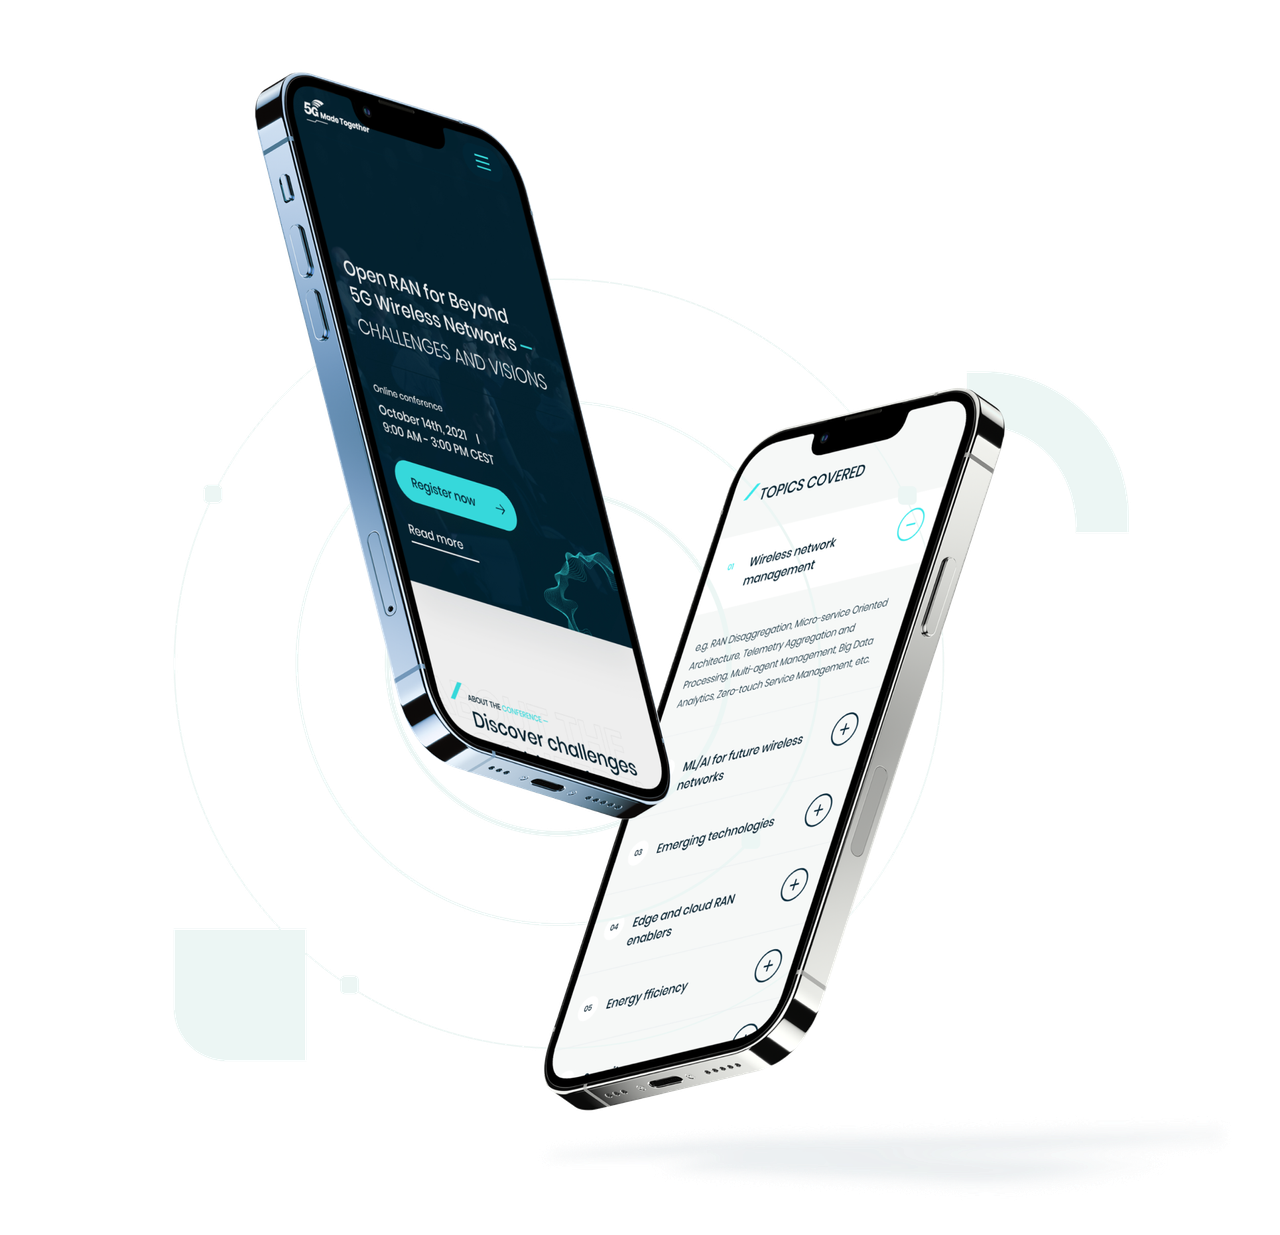 5G Made Together
Open RAN for Beyond
5G Wireless Networks —
CHALLENGES AND VISIONS
Online conference
October 14th, 2021 |
9:00 AM - 3:00 PM CEST
Register now
Read more
ABOUT THE CONFERENCE —
Discover challenges
TOPICS COVERED
01 Wireless network
management
e.g. RAN Disaggregation, Micro-service Oriented
Architecture, Telemetry Aggregation and
Processing, Multi-agent Management, Big Data
Analytics, Zero-touch Service Management, etc.
ML/AI for future wireless
networks
03 Emerging technologies
04 Edge and cloud RAN
enablers
05 Energy fficiency